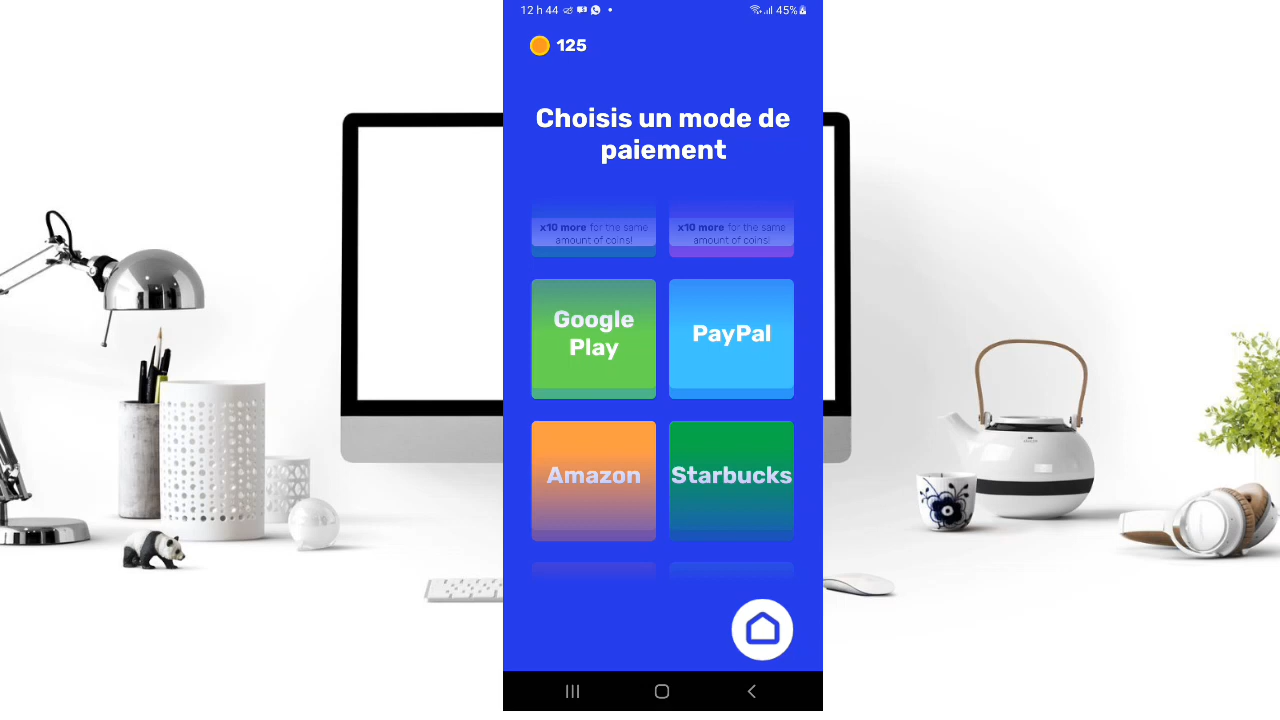 12 h 44
45%
125
Choisis un mode de
paiement
x10 more for the same
amount of coins!
x10 more for the same
amount of coins!
Google
Play
PayPal
Amazon
Starbucks